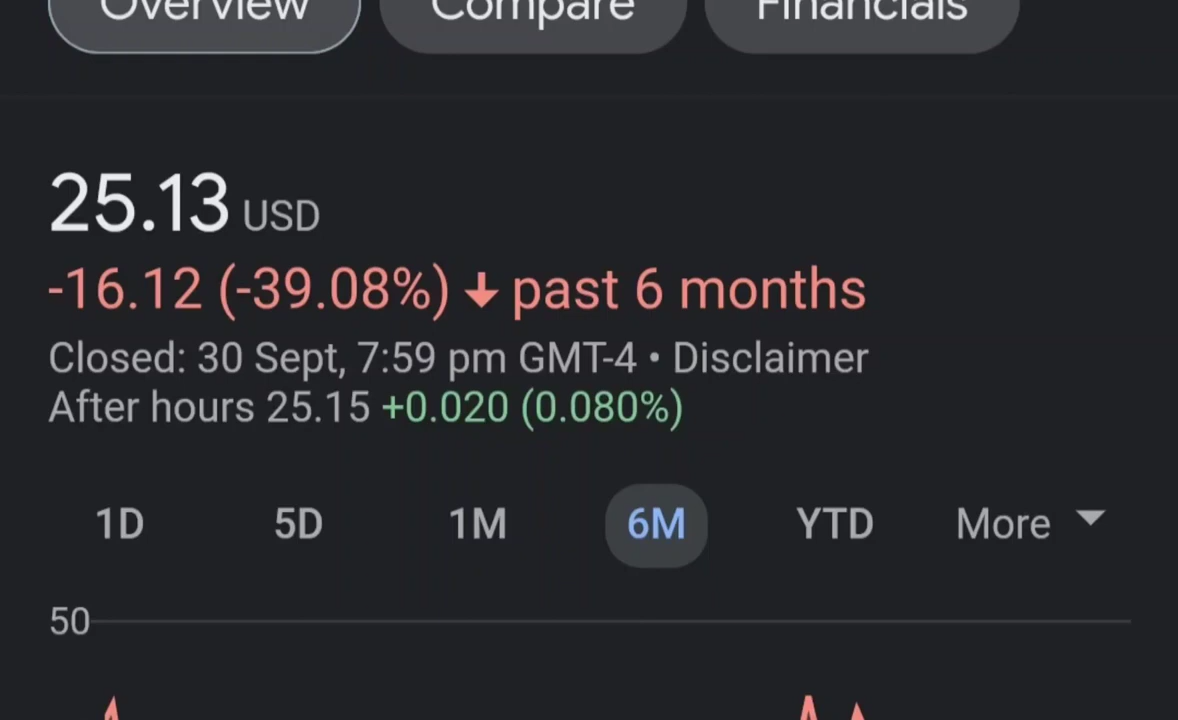 Overview Compare Financials
25.13 USD
-16.12 (-39.08%) ↓ past 6 months
Closed: 30 Sept, 7:59 pm GMT-4 • Disclaimer
After hours 25.15 +0.020 (0.080%)
1D 5D 1M 6M YTD More
50